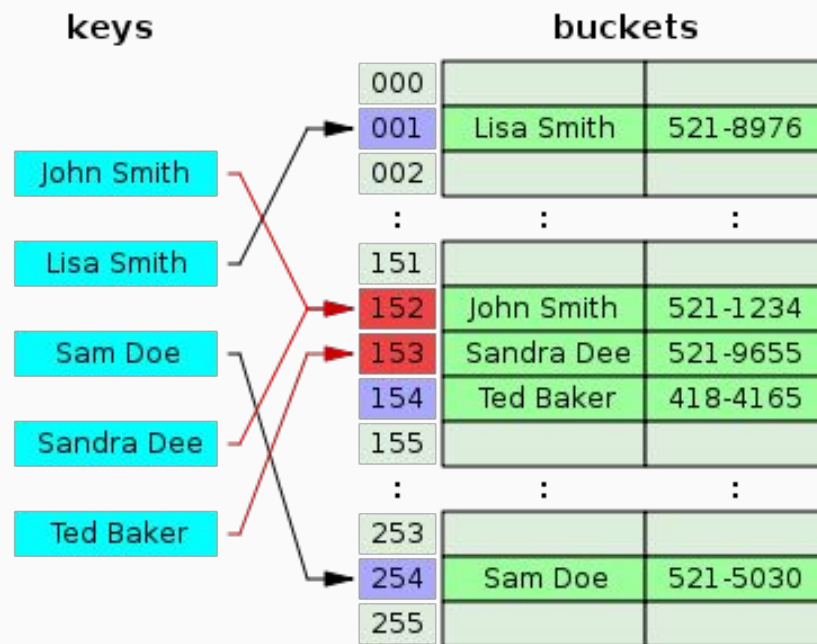 keys
buckets
000
001 Lisa Smith 521-8976
John Smith
002
: : :
Lisa Smith
151
152 John Smith 521-1234
Sam Doe
153 Sandra Dee 521-9655
154 Ted Baker 418-4165
Sandra Dee
155
: : :
Ted Baker
253
254 Sam Doe 521-5030
255